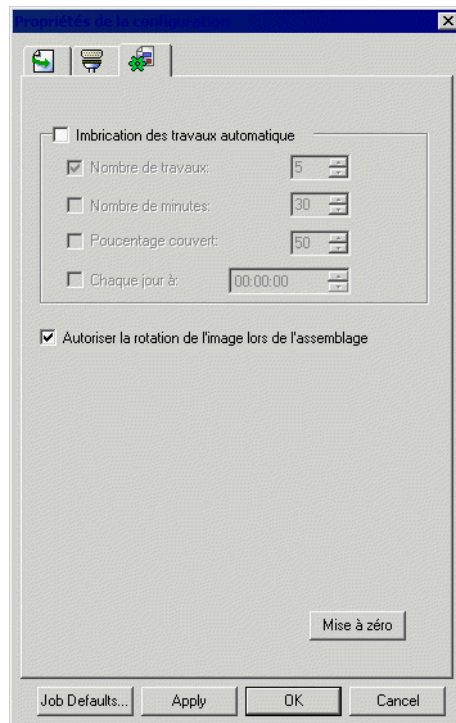 Propriétés de la configuration
Imbrication des travaux automatique
Nombre de travaux: 5
Nombre de minutes: 30
Poucentage couvert: 50
Chaque jour à: 00:00:00
Autoriser la rotation de l'image lors de l'assemblage
Mise à zéro
Job Defaults... Apply OK Cancel